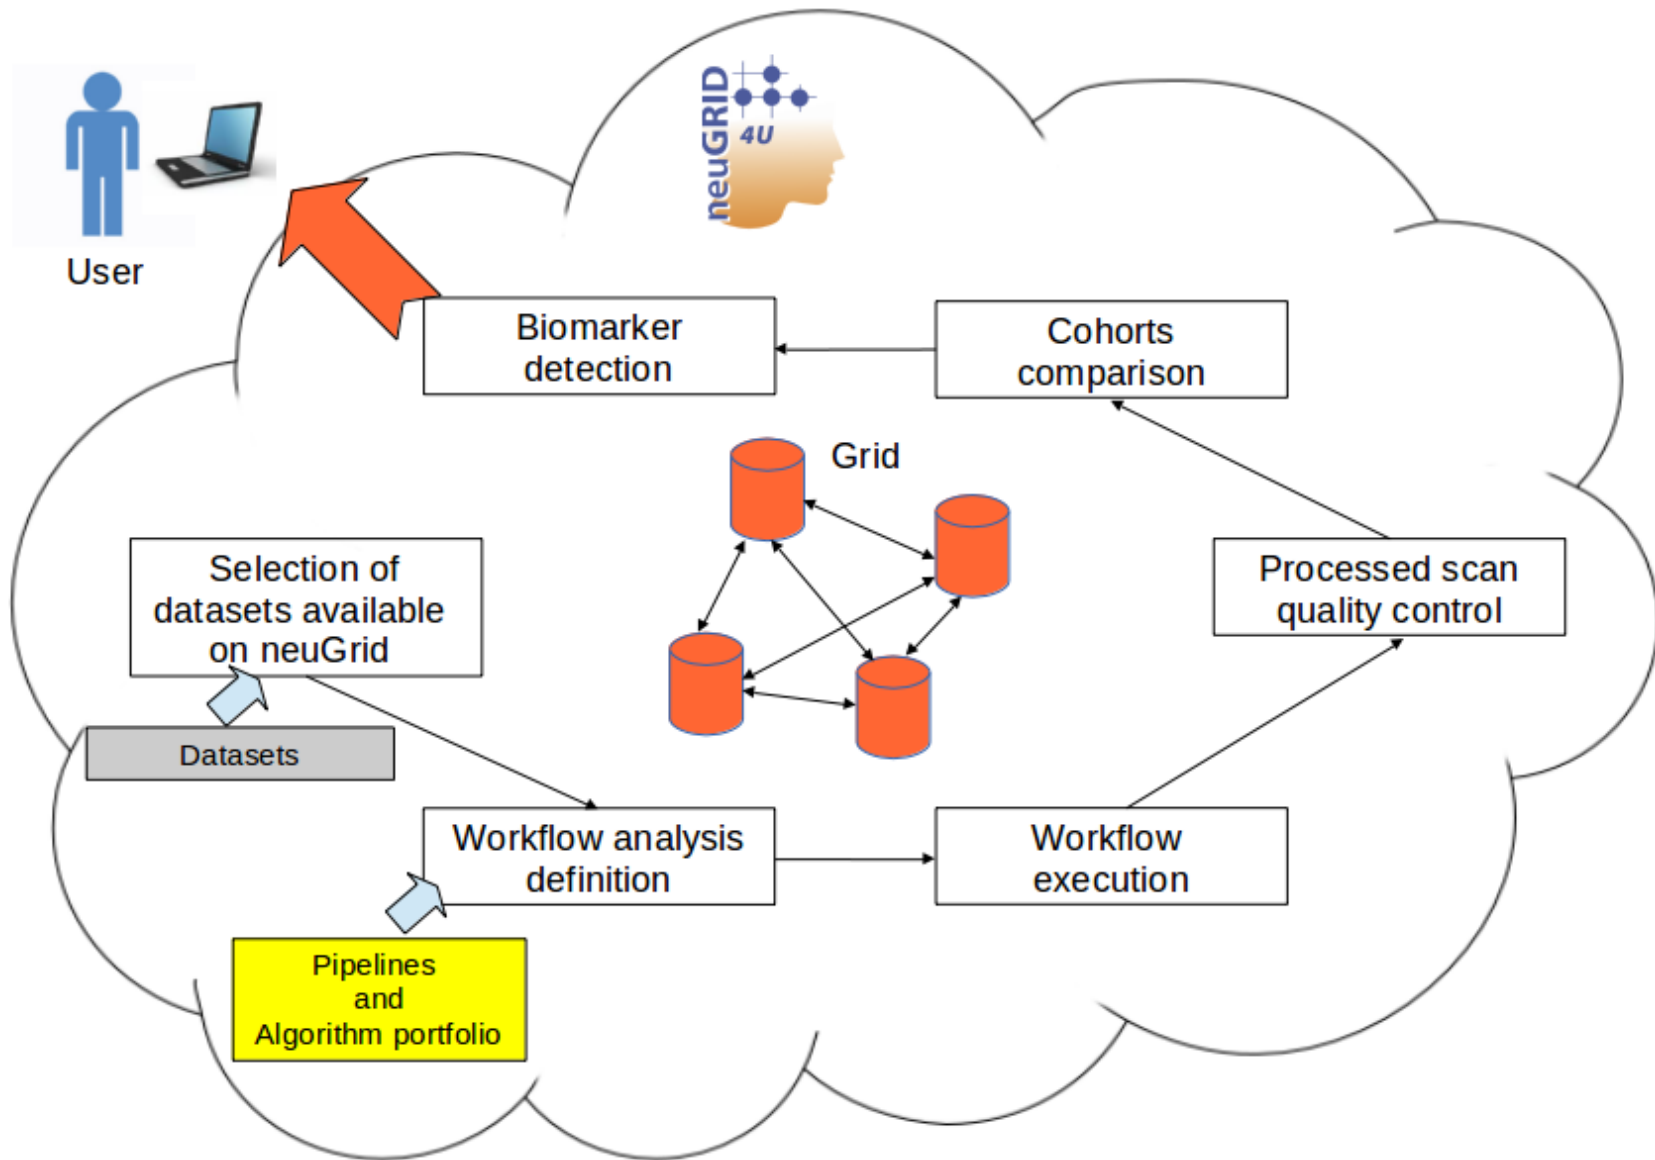 neuGRID
4U
User
Biomarker
detection
Cohorts
comparison
Grid
Selection of
datasets available
on neuGrid
Processed scan
quality control
Datasets
Workflow analysis
definition
Workflow
execution
Pipelines
and
Algorithm portfolio